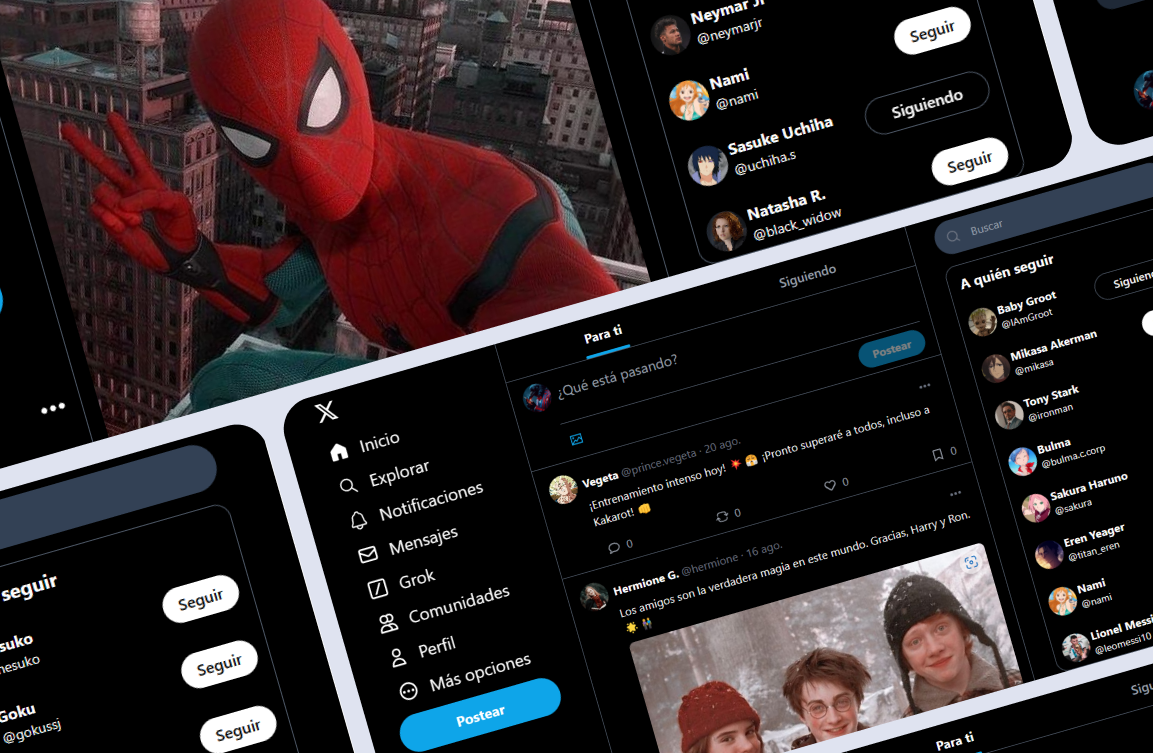 Neymar Jr
@neymarjr
Seguir
Nami
@nami
Siguiendo
Sasuke Uchiha
@uchiha.s
Seguir
Natasha R.
@black_widow
seguir
Seguir
@nesuko
Seguir
Goku
@gokussj
Seguir
X
Inicio
Explorar
Notificaciones
Mensajes
Grok
Comunidades
Perfil
Más opciones
Postear
Para ti
Siguiendo
¿Qué está pasando?
Postear
Vegeta @prince.vegeta · 20 ago.
¡Entrenamiento intenso hoy! 💥 😤 ¡Pronto superaré a todos, incluso a
Kakarot! 👊
0
0
0
0
Hermione G. @hermione · 16 ago.
Los amigos son la verdadera magia en este mundo. Gracias, Harry y Ron.
🌟 👫
Buscar
A quién seguir
Baby Groot
@IAmGroot
Mikasa Akerman
@mikasa
Tony Stark
@ironman
Bulma
@bulma.c.corp
Sakura Haruno
@sakura
Eren Yeager
@titan_eren
Nami
@nami
Lionel Messi
@leomessi10
Para ti